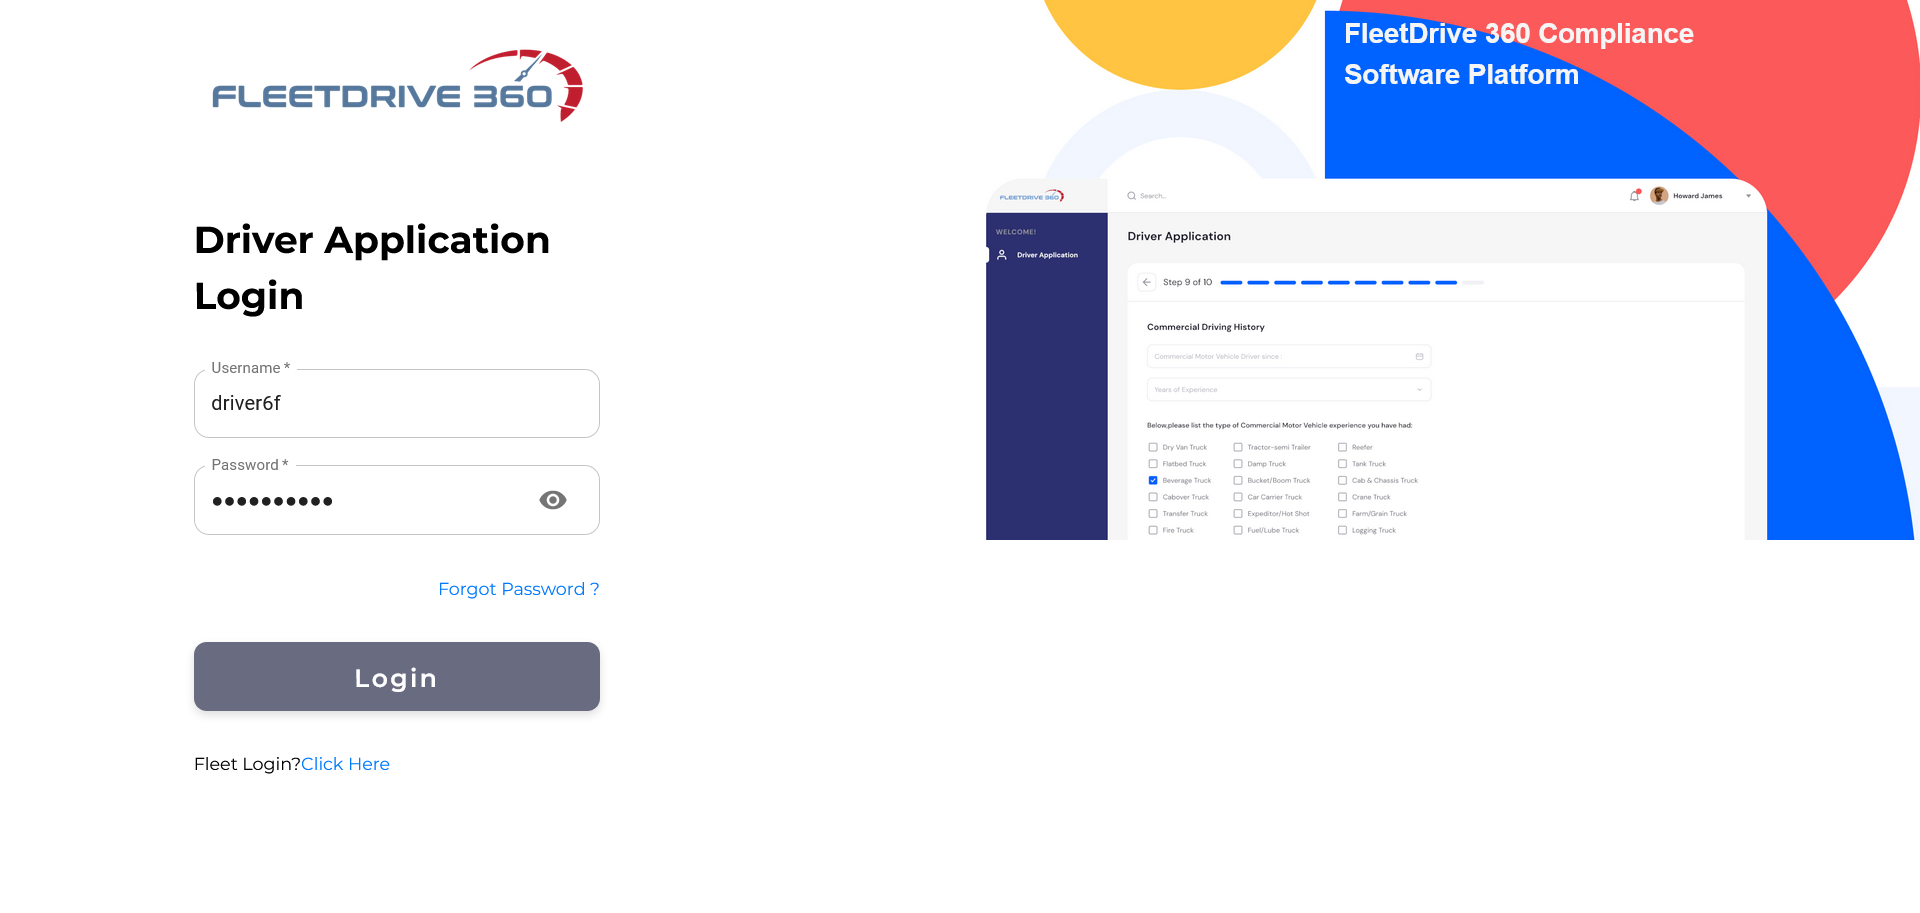 FLEETDRIVE 360
Driver Application
Login
Username *
driver6f
Password *
••••••••••
Forgot Password ?
Login
Fleet Login?Click Here
FleetDrive 360 Compliance
Software Platform
FLEETDRIVE 360
Search...
Howard James
WELCOME!
Driver Application
Driver Application
Step 9 of 10
Commercial Driving History
Commercial Motor Vehicle Driver since :
Years of Experience
Below,please list the type of Commercial Motor Vehicle experience you have had:
Dry Van Truck Tractor-semi Trailer Reefer
Flatbed Truck Damp Truck Tank Truck
Beverage Truck Bucket/Boom Truck Cab & Chassis Truck
Cabover Truck Car Carrier Truck Crane Truck
Transfer Truck Expeditor/Hot Shot Farm/Grain Truck
Fire Truck Fuel/Lube Truck Logging Truck